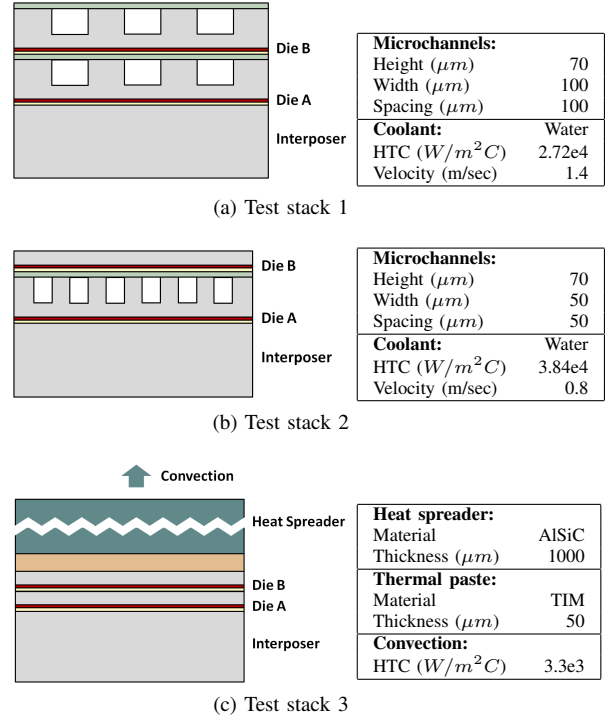 Die B
Die A
Interposer
Microchannels:
Height (μm) 70
Width (μm) 100
Spacing (μm) 100
Coolant: Water
HTC (W/m²C) 2.72e4
Velocity (m/sec) 1.4
(a) Test stack 1
Die B
Die A
Interposer
Microchannels:
Height (μm) 70
Width (μm) 50
Spacing (μm) 50
Coolant: Water
HTC (W/m²C) 3.84e4
Velocity (m/sec) 0.8
(b) Test stack 2
Convection
Heat Spreader
Die B
Die A
Interposer
Heat spreader:
Material AlSiC
Thickness (μm) 1000
Thermal paste:
Material TIM
Thickness (μm) 50
Convection:
HTC (W/m²C) 3.3e3
(c) Test stack 3